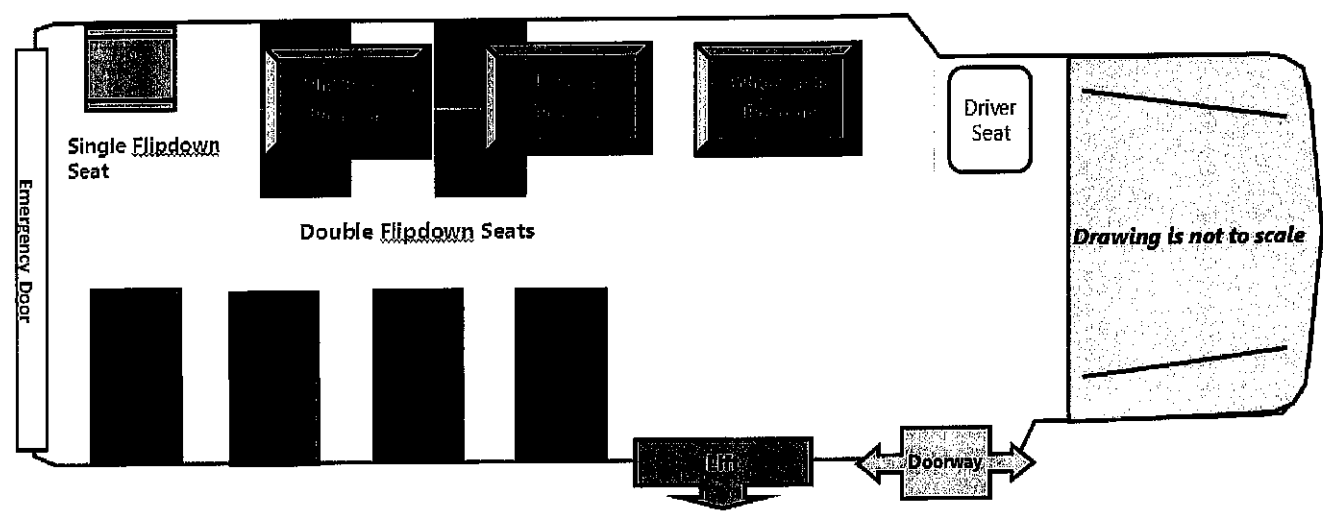 Single Flipdown
Seat
Driver
Seat
Double Flipdown Seats
Emergency Door
Drawing is not to scale
Lift
Doorway